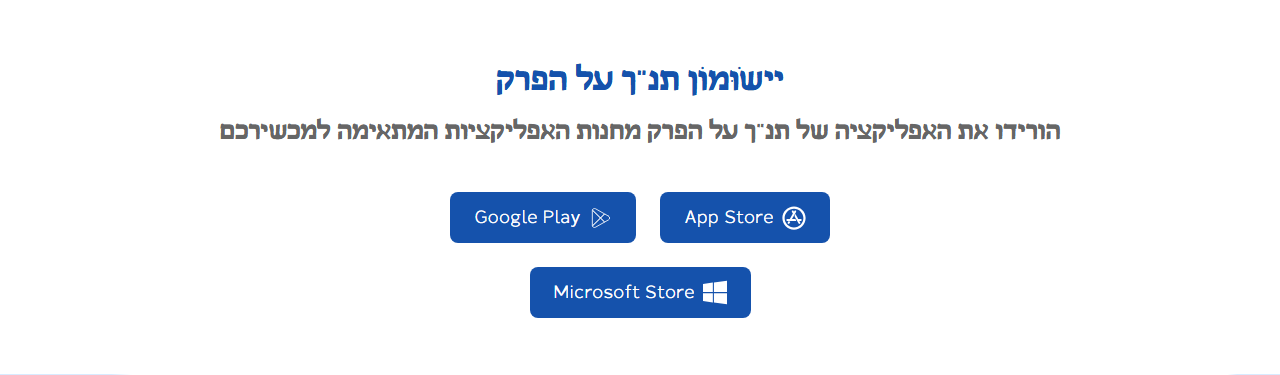 יישׂוּמוֹן תנ"ך על הפרק
הורידו את האפליקציה של תנ"ך על הפרק מחנות האפליקציות המתאימה למכשירכם
App Store
Google Play
Microsoft Store